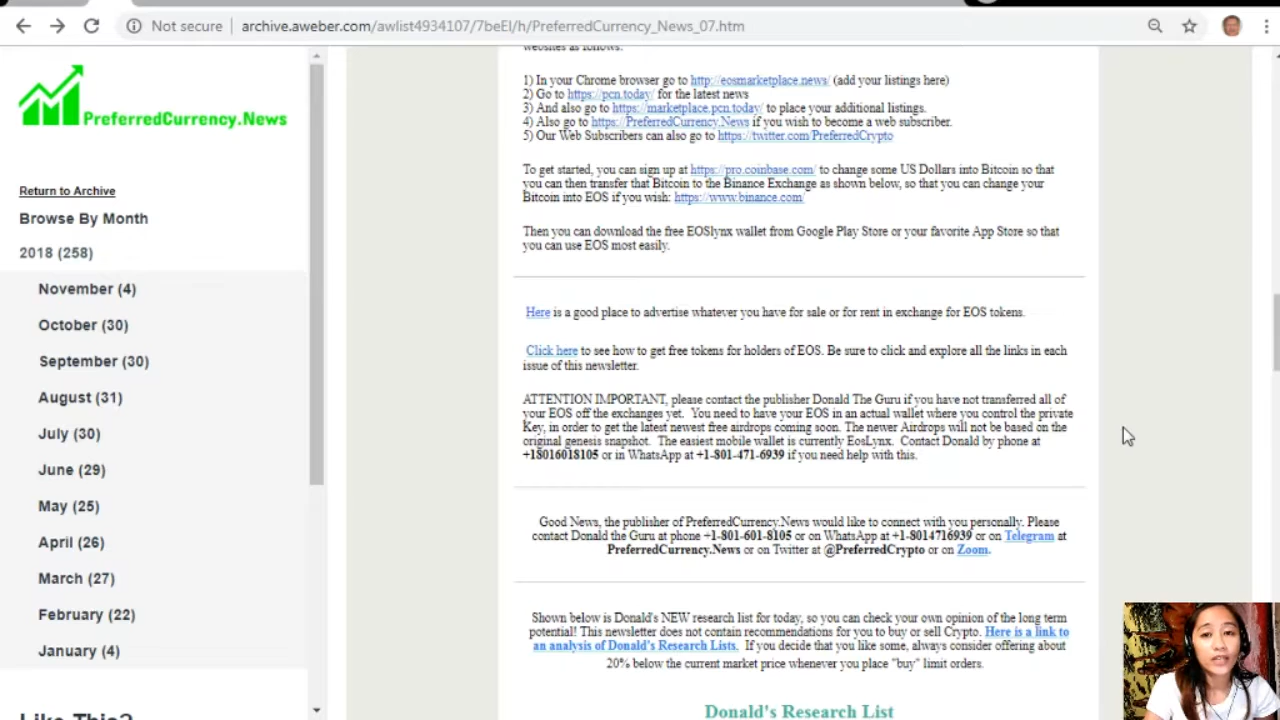 Not secure
archive.aweber.com/awlist4934107/7beEl/h/PreferredCurrency_News_07.htm
PreferredCurrency.News
Return to Archive
Browse By Month
2018 (258)
November (4)
October (30)
September (30)
August (31)
July (30)
June (29)
May (25)
April (26)
March (27)
February (22)
January (4)
Like This?
websites as follows:
1) In your Chrome browser go to http://eosmarketplace.news/ (add your listings here)
2) Go to https://pcn.today/ for the latest news
3) And also go to https://marketplace.pcn.today/ to place your additional listings.
4) Also go to https://PreferredCurrency.News if you wish to become a web subscriber.
5) Our Web Subscribers can also go to https://twitter.com/PreferredCrypto
To get started, you can sign up at https://pro.coinbase.com/ to change some US Dollars into Bitcoin so that
you can then transfer that Bitcoin to the Binance Exchange as shown below, so that you can change your
Bitcoin into EOS if you wish: https://www.binance.com/
Then you can download the free EOSlynx wallet from Google Play Store or your favorite App Store so that
you can use EOS most easily.
Here is a good place to advertise whatever you have for sale or for rent in exchange for EOS tokens.
Click here to see how to get free tokens for holders of EOS. Be sure to click and explore all the links in each
issue of this newsletter.
ATTENTION IMPORTANT, please contact the publisher Donald The Guru if you have not transferred all of
your EOS off the exchanges yet. You need to have your EOS in an actual wallet where you control the private
Key, in order to get the latest newest free airdrops coming soon. The newer Airdrops will not be based on the
original genesis snapshot. The easiest mobile wallet is currently EosLynx. Contact Donald by phone at
+18016018105 or in WhatsApp at +1-801-471-6939 if you need help with this.
Good News, the publisher of PreferredCurrency.News would like to connect with you personally. Please
contact Donald the Guru at phone +1-801-601-8105 or on WhatsApp at +1-8014716939 or on Telegram at
PreferredCurrency.News or on Twitter at @PreferredCrypto or on Zoom.
Shown below is Donald's NEW research list for today, so you can check your own opinion of the long term
potential! This newsletter does not contain recommendations for you to buy or sell Crypto. Here is a link to
an analysis of Donald's Research Lists. If you decide that you like some, always consider offering about
20% below the current market price whenever you place "buy" limit orders.
Donald's Research List